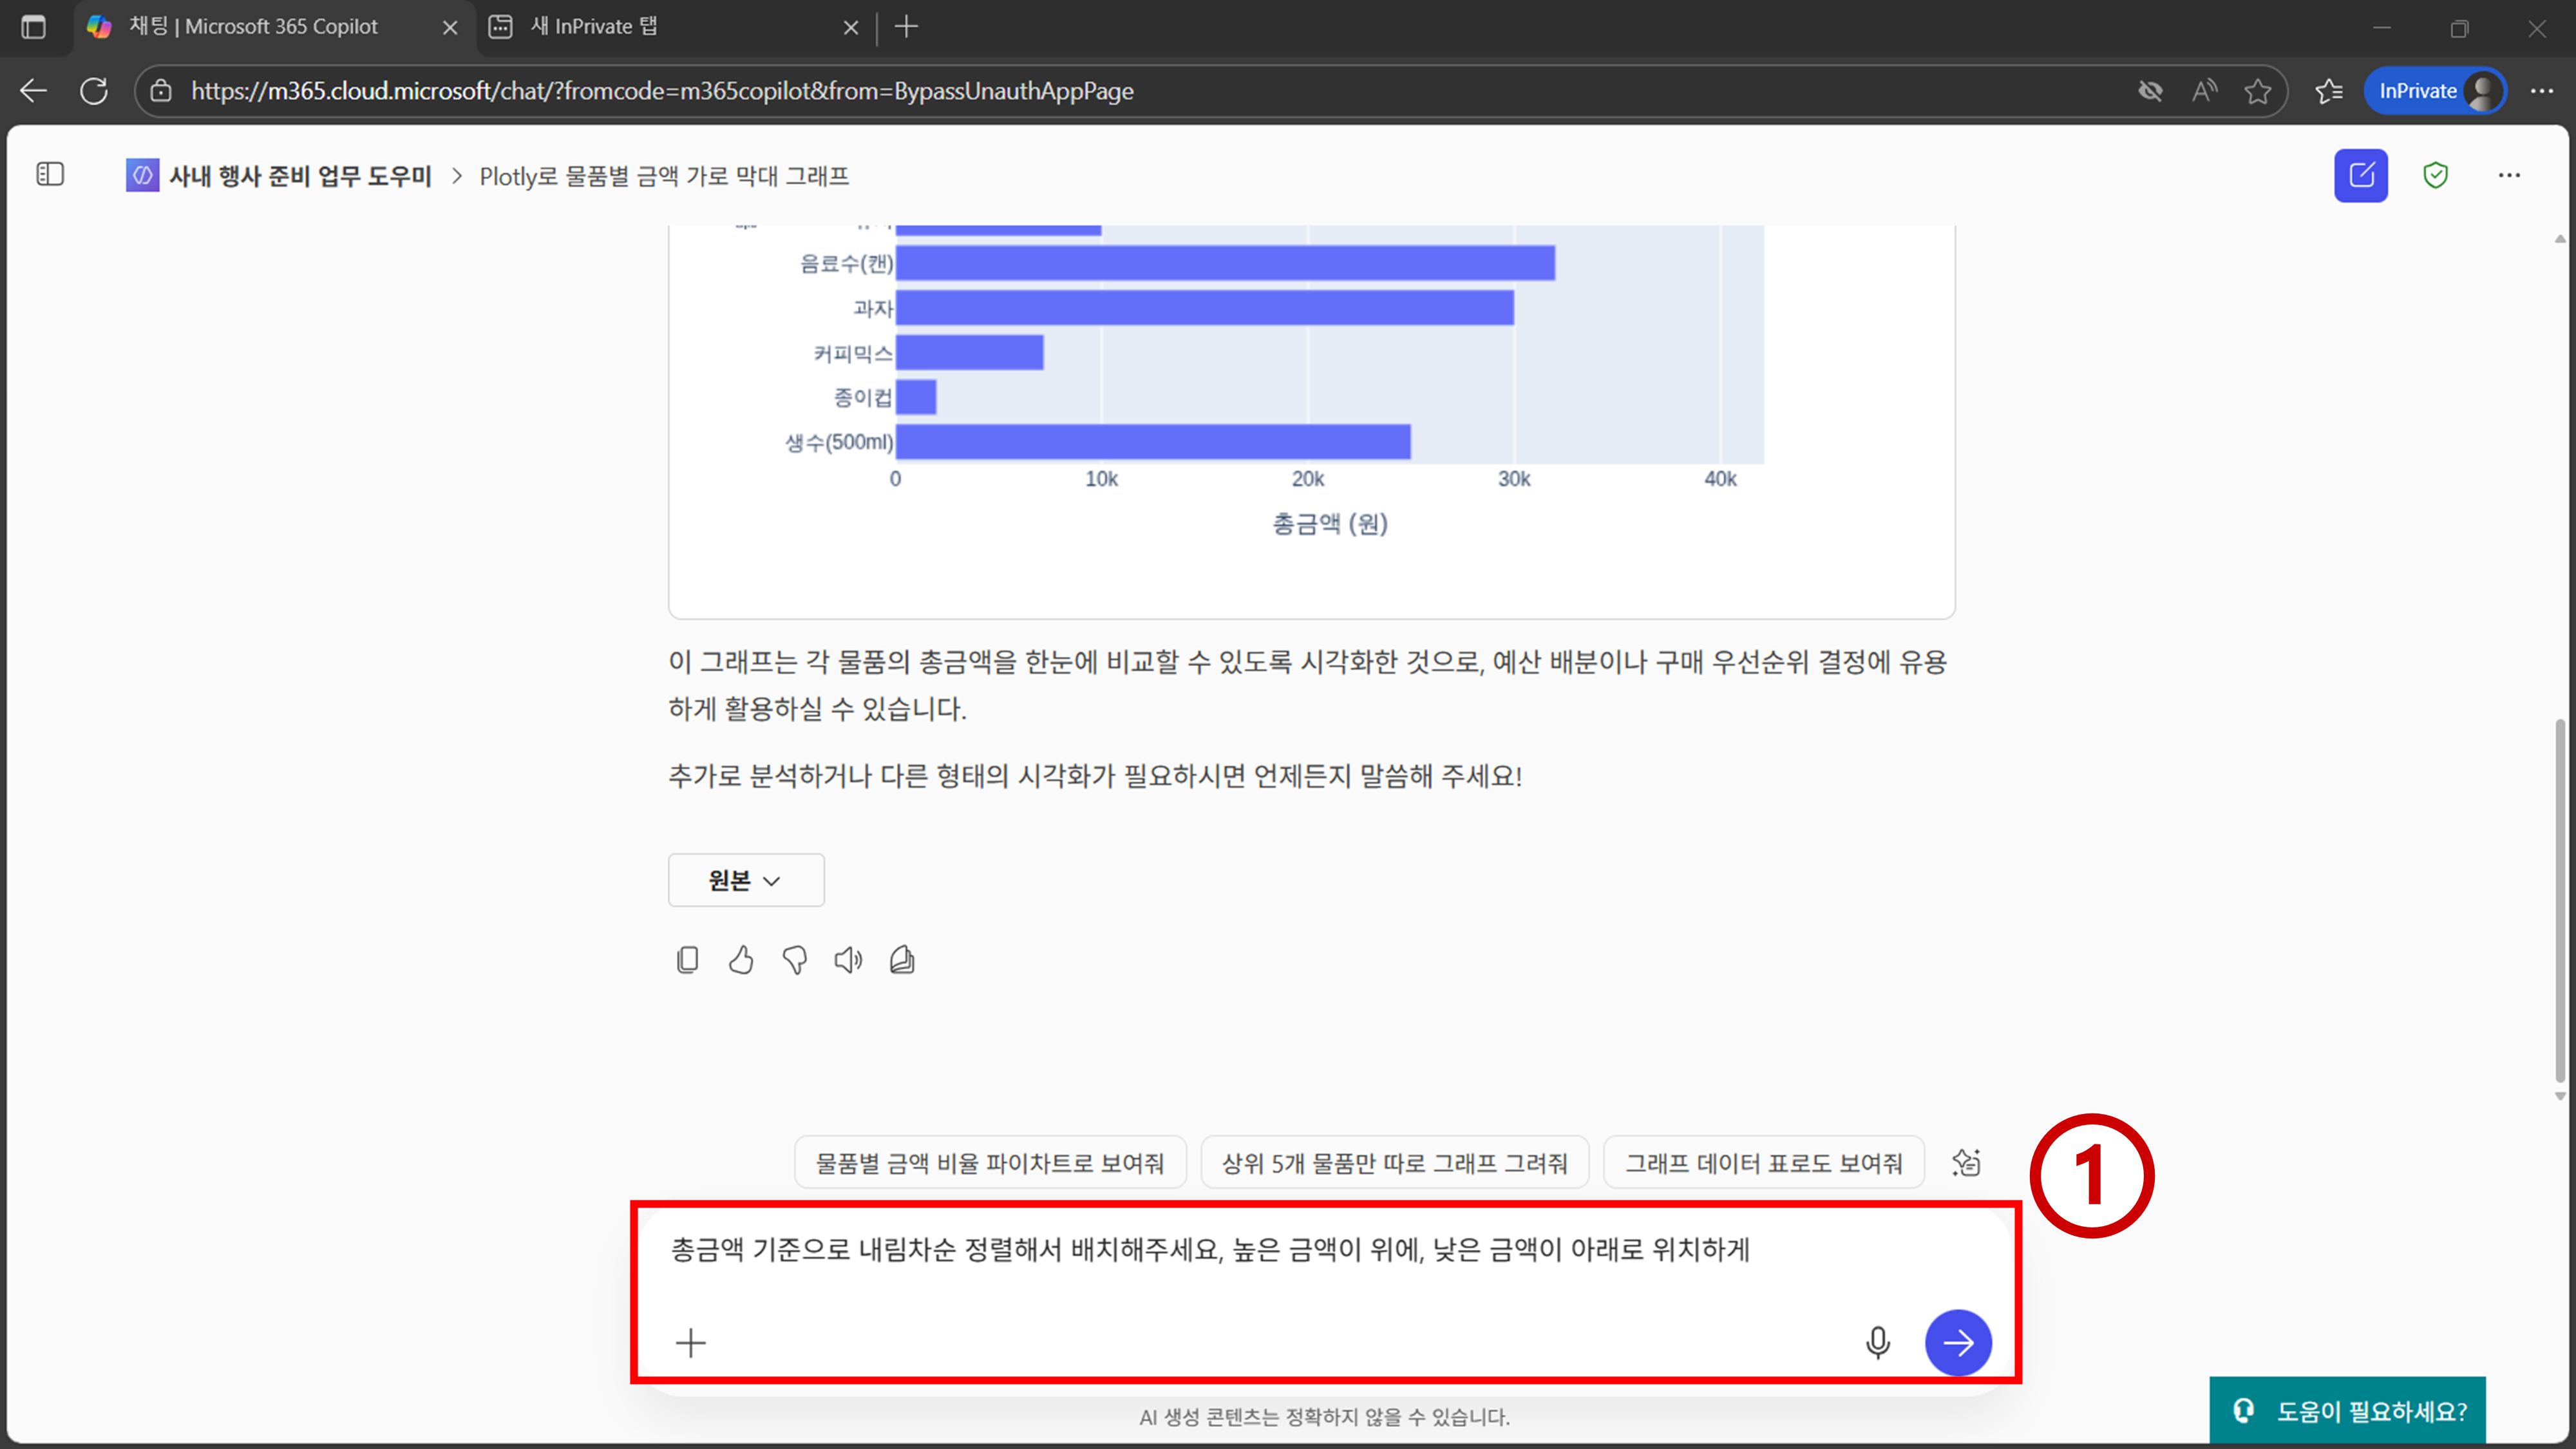 채팅 | Microsoft 365 Copilot
새 InPrivate 탭
https://m365.cloud.microsoft/chat/?fromcode=m365copilot&from=BypassUnauthAppPage
InPrivate
사내 행사 준비 업무 도우미 > Plotly로 물품별 금액 가로 막대 그래프
음료수(캔)
과자
커피믹스
종이컵
생수(500ml)
0 10k 20k 30k 40k
총금액 (원)
이 그래프는 각 물품의 총금액을 한눈에 비교할 수 있도록 시각화한 것으로, 예산 배분이나 구매 우선순위 결정에 유용
하게 활용하실 수 있습니다.
추가로 분석하거나 다른 형태의 시각화가 필요하시면 언제든지 말씀해 주세요!
원본
물품별 금액 비율 파이차트로 보여줘
상위 5개 물품만 따로 그래프 그려줘
그래프 데이터 표로도 보여줘
1
총금액 기준으로 내림차순 정렬해서 배치해주세요, 높은 금액이 위에, 낮은 금액이 아래로 위치하게
AI 생성 콘텐츠는 정확하지 않을 수 있습니다.
도움이 필요하세요?